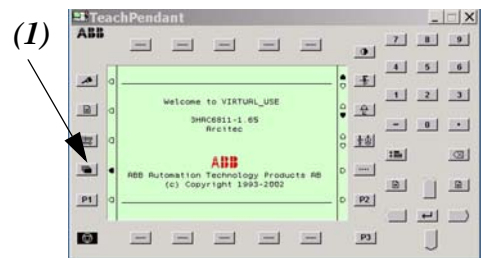 (1)
TeachPendant
ABB
7 8 9
4 5 6
1 2 3
- 0 .
P1
P2
P3
Welcome to VIRTUAL_USE
3HAC6811-1.65
Arcitec
ABB
ABB Automation Technology Products AB
(c) Copyright 1993-2002